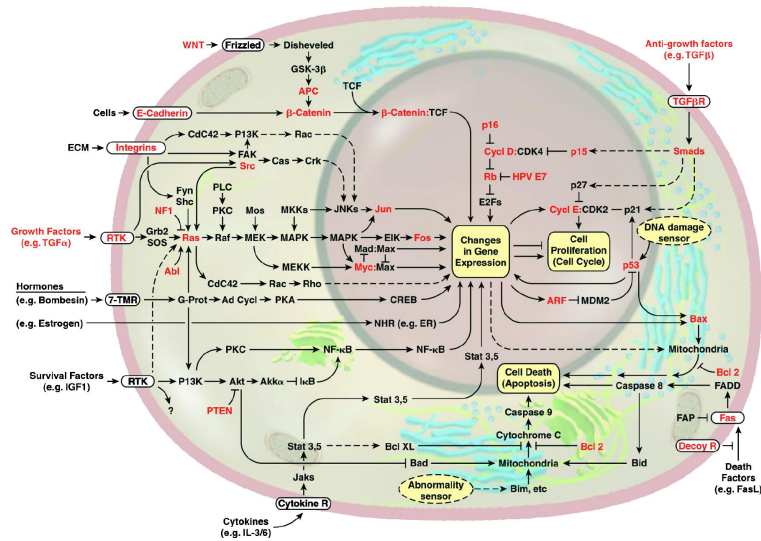 WNT
Frizzled
Disheveled
GSK-3β
APC
TCF
Cells
E-Cadherin
β-Catenin
β-Catenin:TCF
Anti-growth factors
(e.g. TGFβ)
TGFβR
p16
Cycl D:CDK4
p15
Smads
Rb
HPV E7
E2Fs
p27
Cycl E:CDK2
p21
ECM
Integrins
CdC42
P13K
Rac
FAK
Src
Cas
Crk
Fyn
Shc
PLC
NF1
PKC
Mos
MKKs
JNKs
Jun
Growth Factors
(e.g. TGFα)
RTK
Grb2
SOS
Ras
Raf
MEK
MAPK
MAPK
ElK
Fos
Mad:Max
MEKK
Myc:Max
Abl
CdC42
Rac
Rho
Changes
in Gene
Expression
Cell
Proliferation
(Cell Cycle)
DNA damage
sensor
p53
ARF
MDM2
Hormones
(e.g. Bombesin)
7-TMR
G-Prot
Ad Cycl
PKA
CREB
(e.g. Estrogen)
NHR (e.g. ER)
Bax
Mitochondria
PKC
NF-κB
NF-κB
Stat 3,5
Survival Factors
(e.g. IGF1)
RTK
P13K
Akt
Akkα
IκB
?
PTEN
Cell Death
(Apoptosis)
Caspase 8
Bcl 2
FADD
Stat 3,5
Caspase 9
FAP
Fas
Cytochrome C
Stat 3,5
Bcl XL
Bcl 2
Decoy R
Bad
Mitochondria
Bid
Death
Factors
(e.g. FasL)
Jaks
Abnormality
sensor
Bim, etc
Cytokine R
Cytokines
(e.g. IL-3/6)